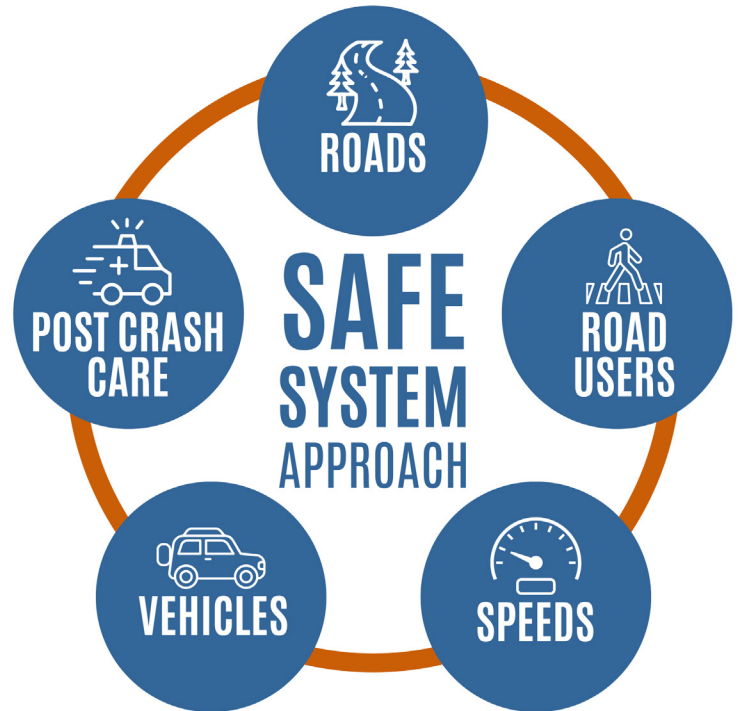 ROADS
POST CRASH
CARE
SAFE
SYSTEM
APPROACH
ROAD
USERS
VEHICLES
SPEEDS